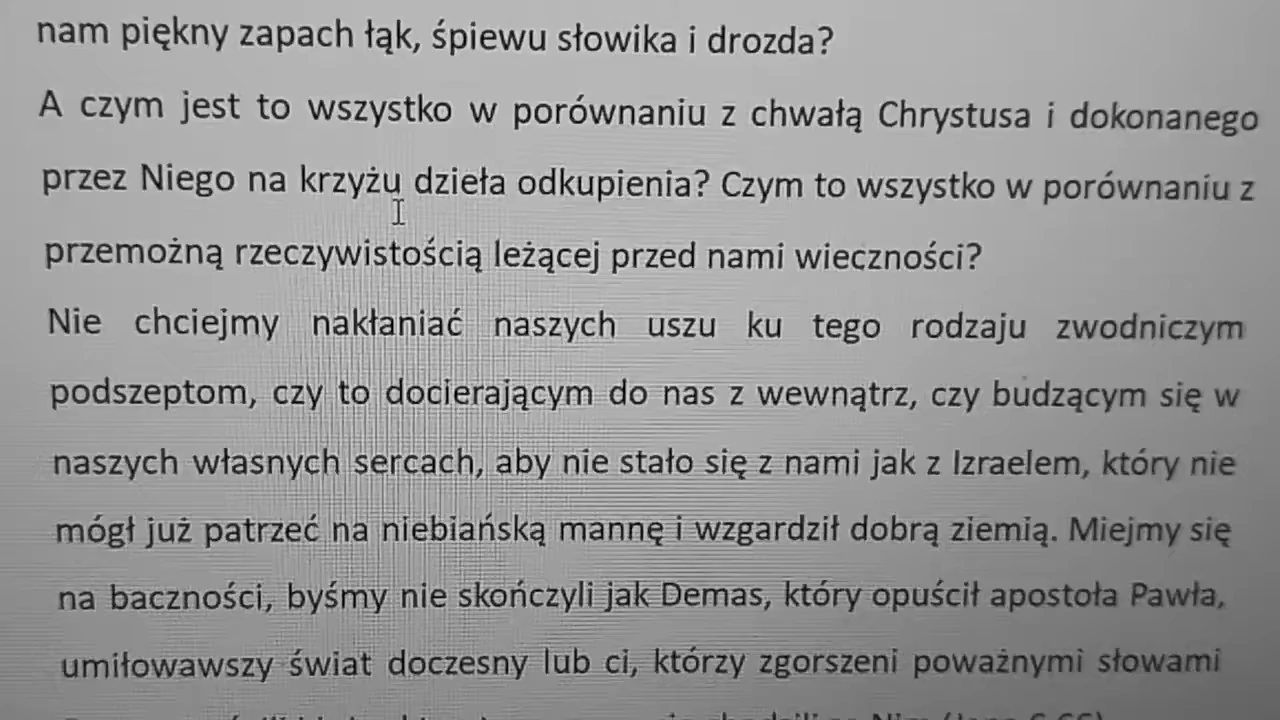 nam piękny zapach łąk, śpiewu słowika i drozda?
A czym jest to wszystko w porównaniu z chwałą Chrystusa i dokonanego
przez Niego na krzyżu dzieła odkupienia? Czym to wszystko w porównaniu z
przemożną rzeczywistością leżącej przed nami wieczności?
Nie chciejmy nakłaniać naszych uszu ku tego rodzaju zwodniczym
podszeptom, czy to docierającym do nas z wewnątrz, czy budzącym się w
naszych własnych sercach, aby nie stało się z nami jak z Izraelem, który nie
mógł już patrzeć na niebiańską mannę i wzgardził dobrą ziemią. Miejmy się
na baczności, byśmy nie skończyli jak Demas, który opuścił apostoła Pawła,
umiłowawszy świat doczesny lub ci, którzy zgorszeni poważnymi słowami